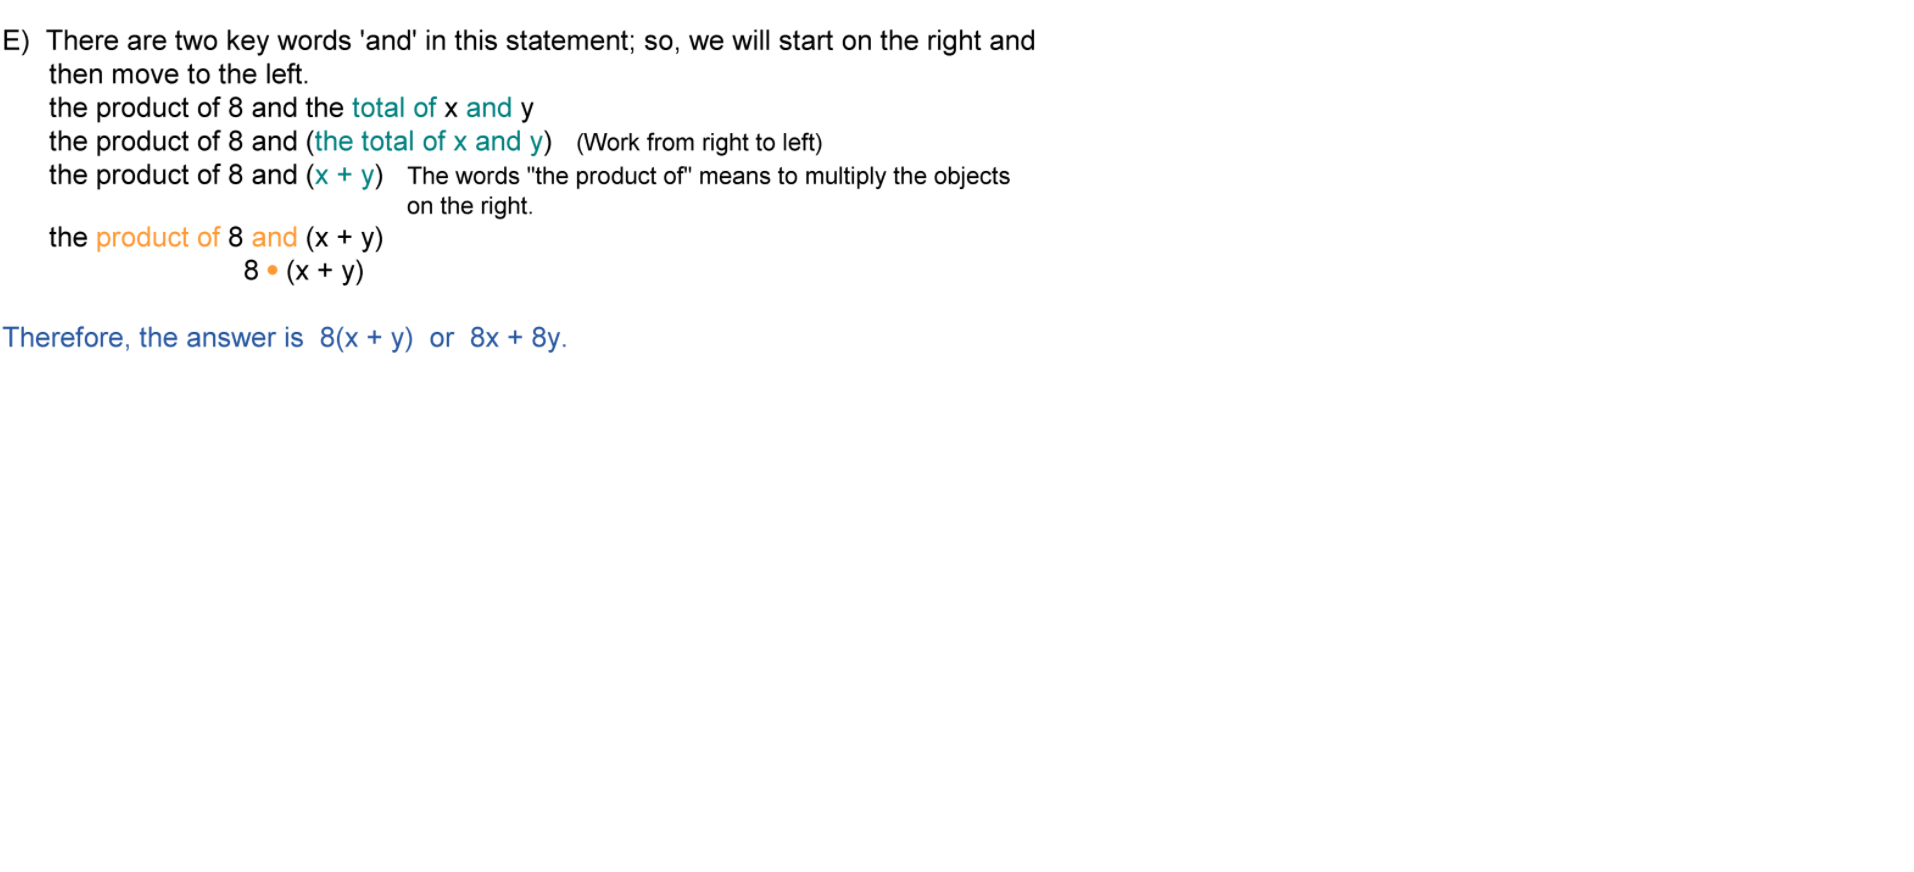 E) There are two key words 'and' in this statement; so, we will start on the right and
then move to the left.
the product of 8 and the total of x and y
the product of 8 and (the total of x and y) (Work from right to left)
the product of 8 and (x + y) The words "the product of" means to multiply the objects
on the right.
the product of 8 and (x + y)
8 • (x + y)
Therefore, the answer is 8(x + y) or 8x + 8y.